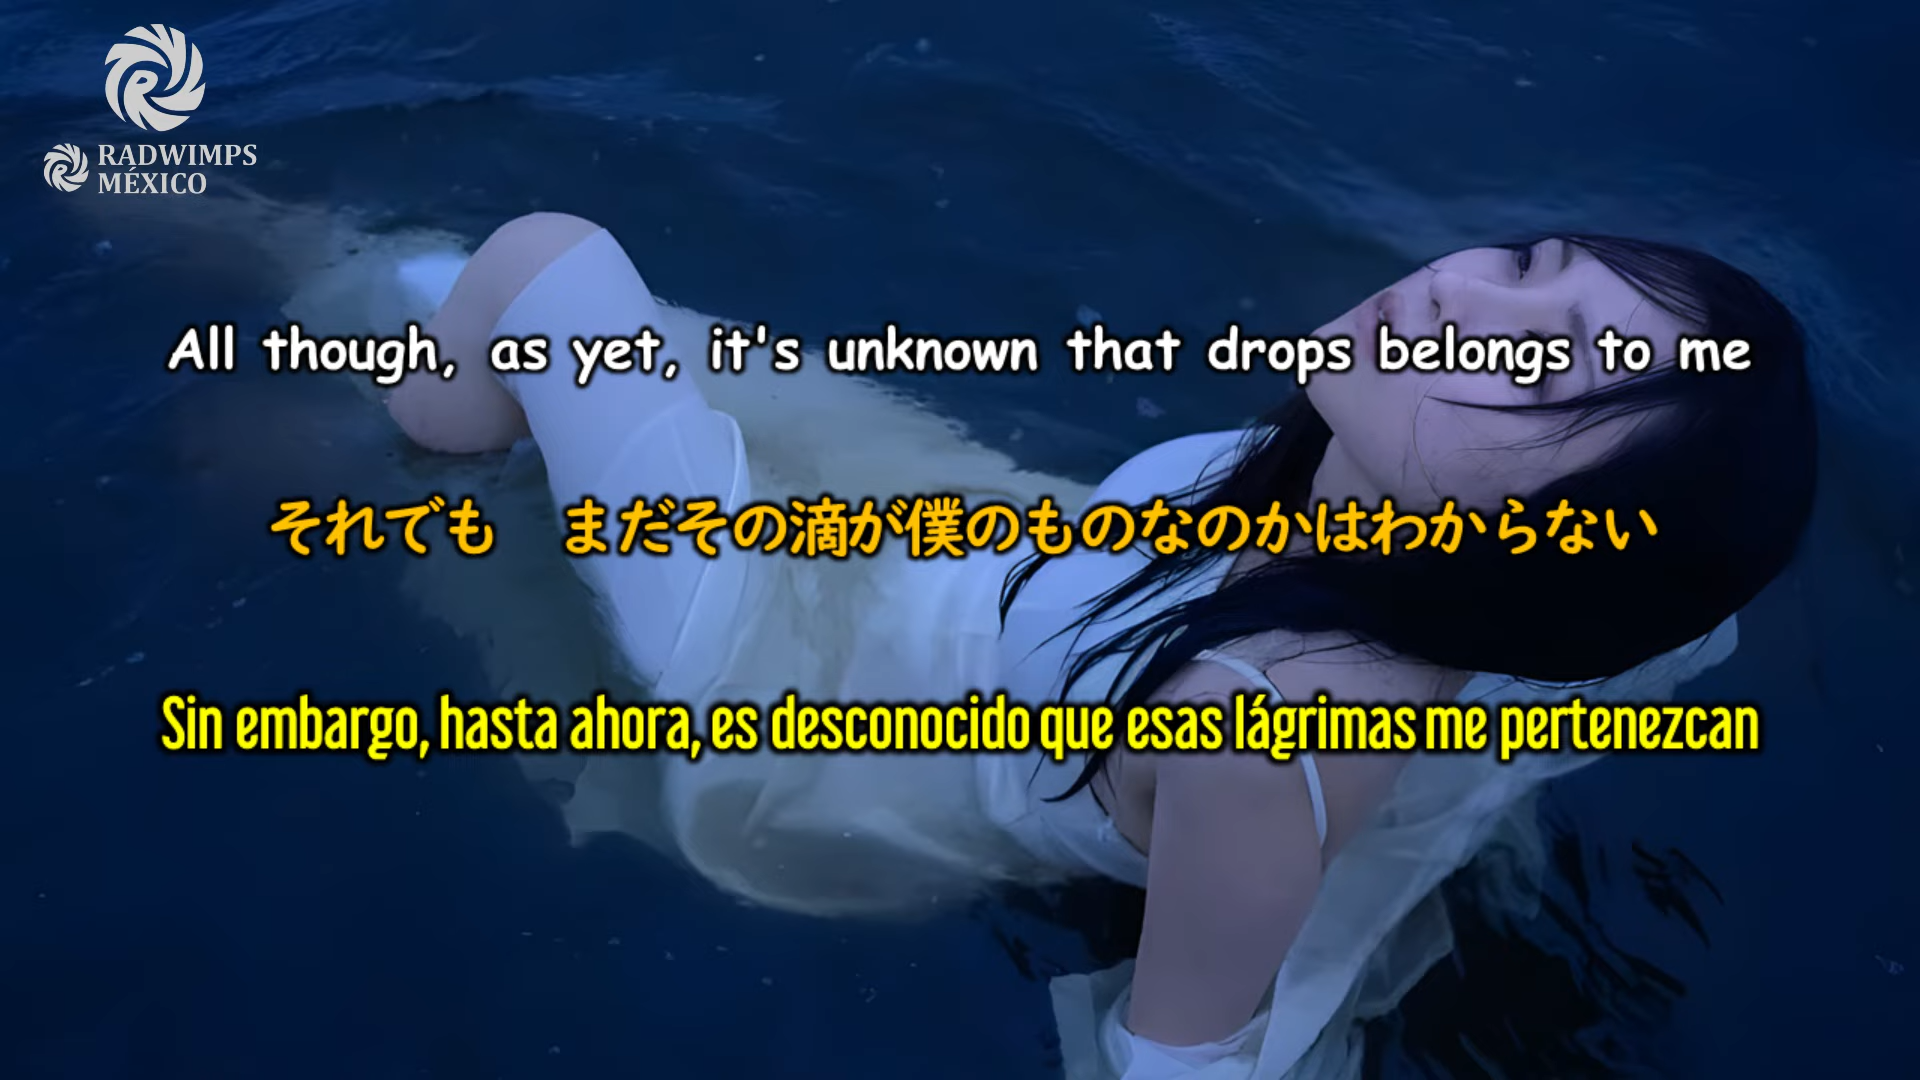 RADWIMPS
MÉXICO
All though, as yet, it's unknown that drops belongs to me
それでも　まだその滴が僕のものなのかはわからない
Sin embargo, hasta ahora, es desconocido que esas lágrimas me pertenezcan